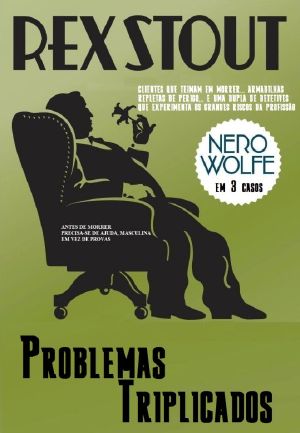 REX STOUT
CLIENTES QUE TEIMAM EM MORRER... ARMADILHAS
REPLETAS DE PERIGO... E UMA DUPLA DE DETETIVES
QUE EXPERIMENTA OS GRANDES RISCOS DA PROFISSÃO
NERO
WOLFE
EM 3 CASOS
ANTES DE MORRER
PRECISA-SE DE AJUDA, MASCULINA
EM VEZ DE PROVAS
PROBLEMAS
TRIPLICADOS